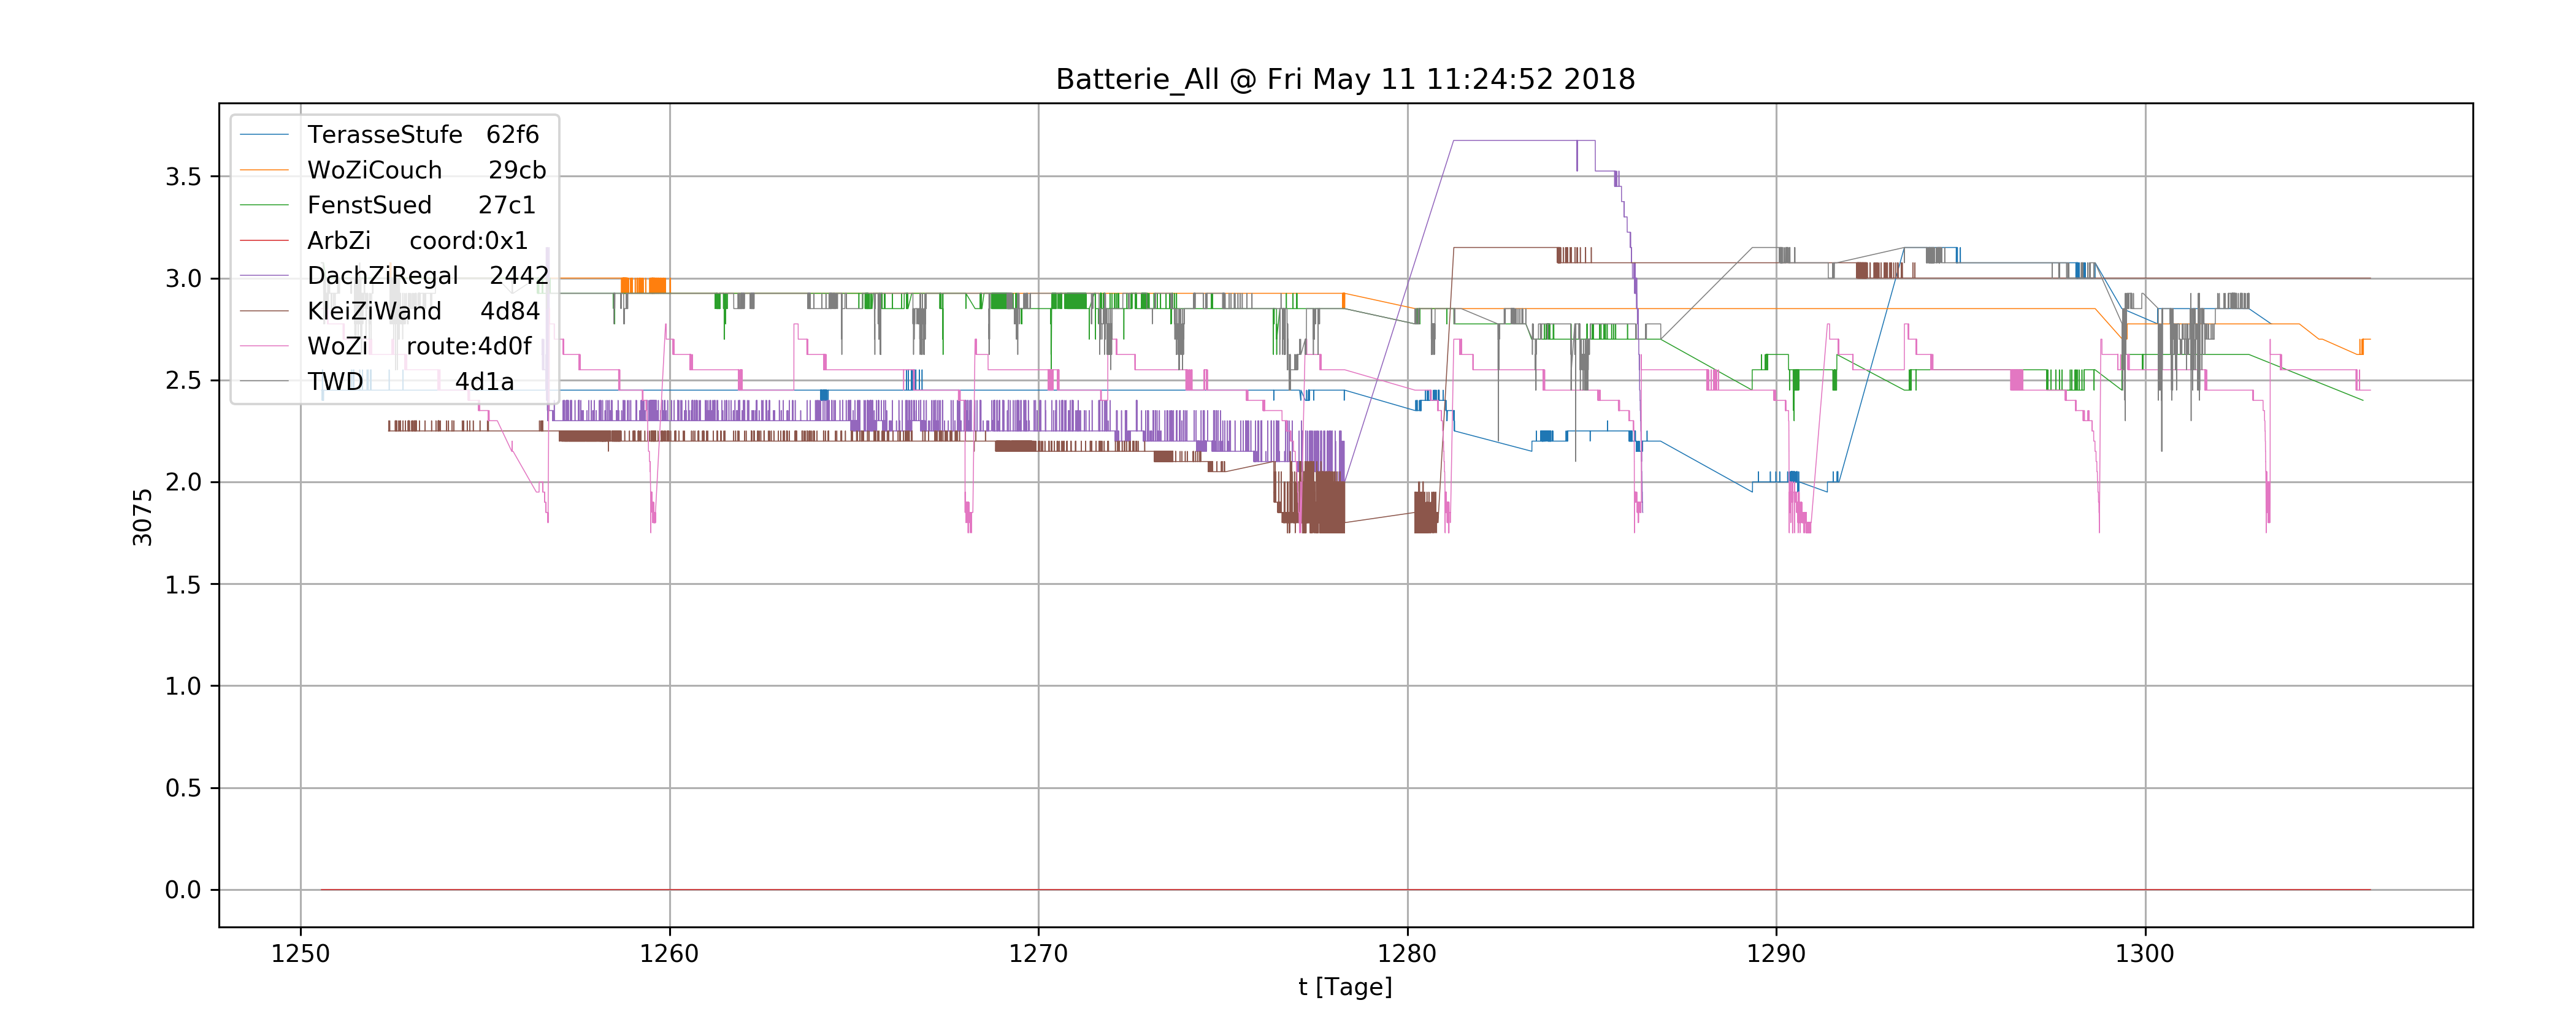 Batterie_All @ Fri May 11 11:24:52 2018
TerasseStufe 62f6
WoZiCouch 29cb
FenstSued 27c1
ArbZi coord:0x1
DachZiRegal 2442
KleiZiWand 4d84
WoZi route:4d0f
TWD 4d1a
3.5
3.0
2.5
2.0
1.5
1.0
0.5
0.0
3075
1250 1260 1270 1280 1290 1300
t [Tage]